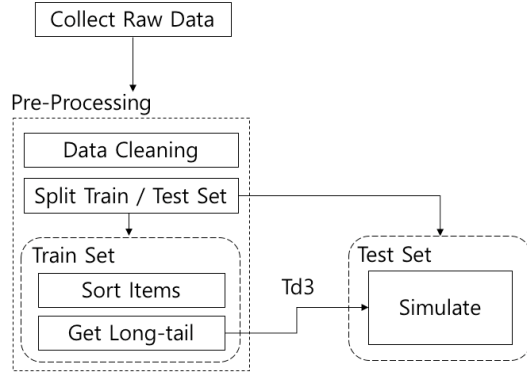 Collect Raw Data
Pre-Processing
Data Cleaning
Split Train / Test Set
Train Set
Sort Items
Get Long-tail
Td3
Test Set
Simulate